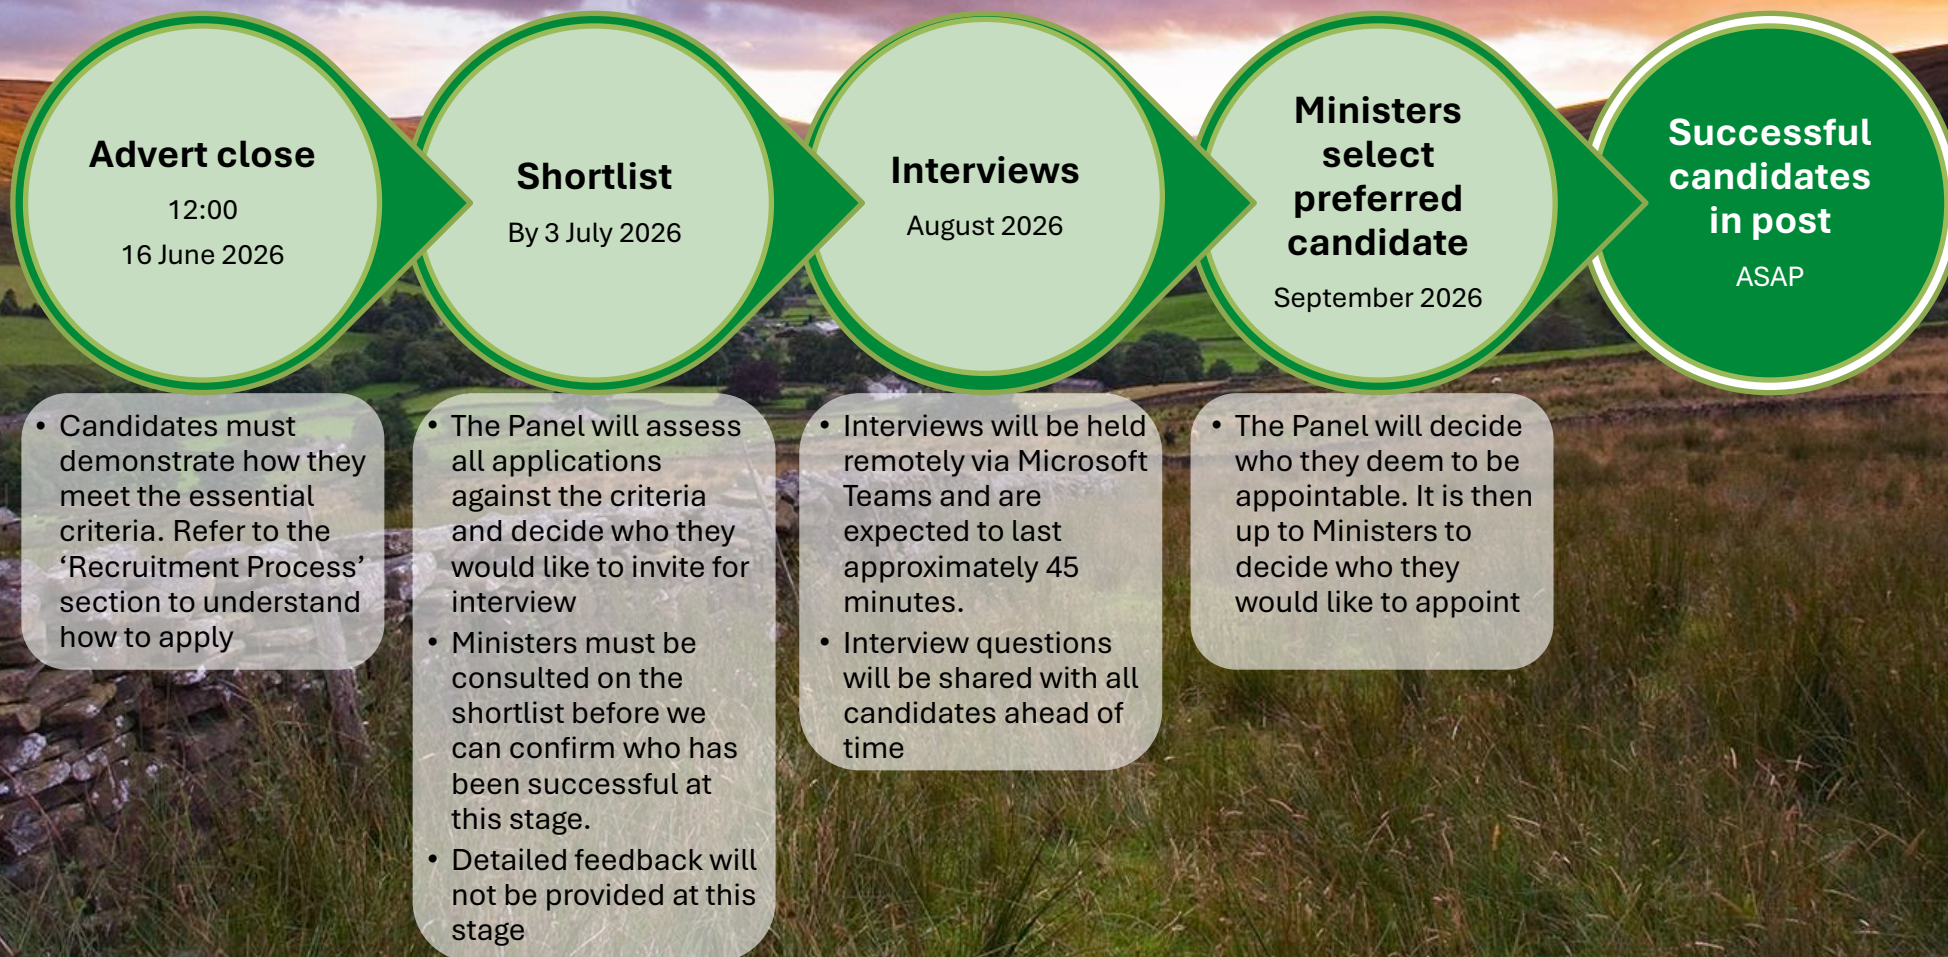 Advert close
12:00
16 June 2026
• Candidates must
demonstrate how they
meet the essential
criteria. Refer to the
‘Recruitment Process’
section to understand
how to apply
Shortlist
By 3 July 2026
• The Panel will assess
all applications
against the criteria
and decide who they
would like to invite for
interview
• Ministers must be
consulted on the
shortlist before we
can confirm who has
been successful at
this stage.
• Detailed feedback will
not be provided at this
stage
Interviews
August 2026
• Interviews will be held
remotely via Microsoft
Teams and are
expected to last
approximately 45
minutes.
• Interview questions
will be shared with all
candidates ahead of
time
Ministers
select
preferred
candidate
September 2026
• The Panel will decide
who they deem to be
appointable. It is then
up to Ministers to
decide who they
would like to appoint
Successful
candidates
in post
ASAP